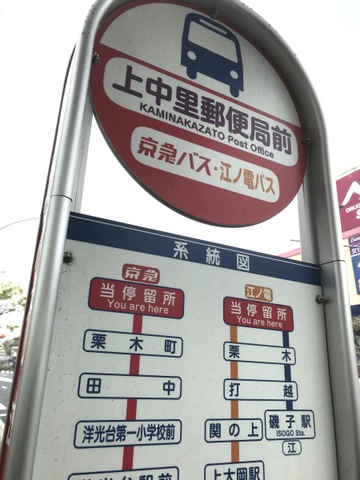 上中里郵便局前
KAMINAKAZATO Post Office
京急バス・江ノ電バス
系統図
京急
当停留所
You are here
栗木町
田中
洋光台第一小学校前
江ノ電
当停留所
You are here
栗木
打越
関の上
磯子駅
ISOGO Sta.
江
上大岡駅